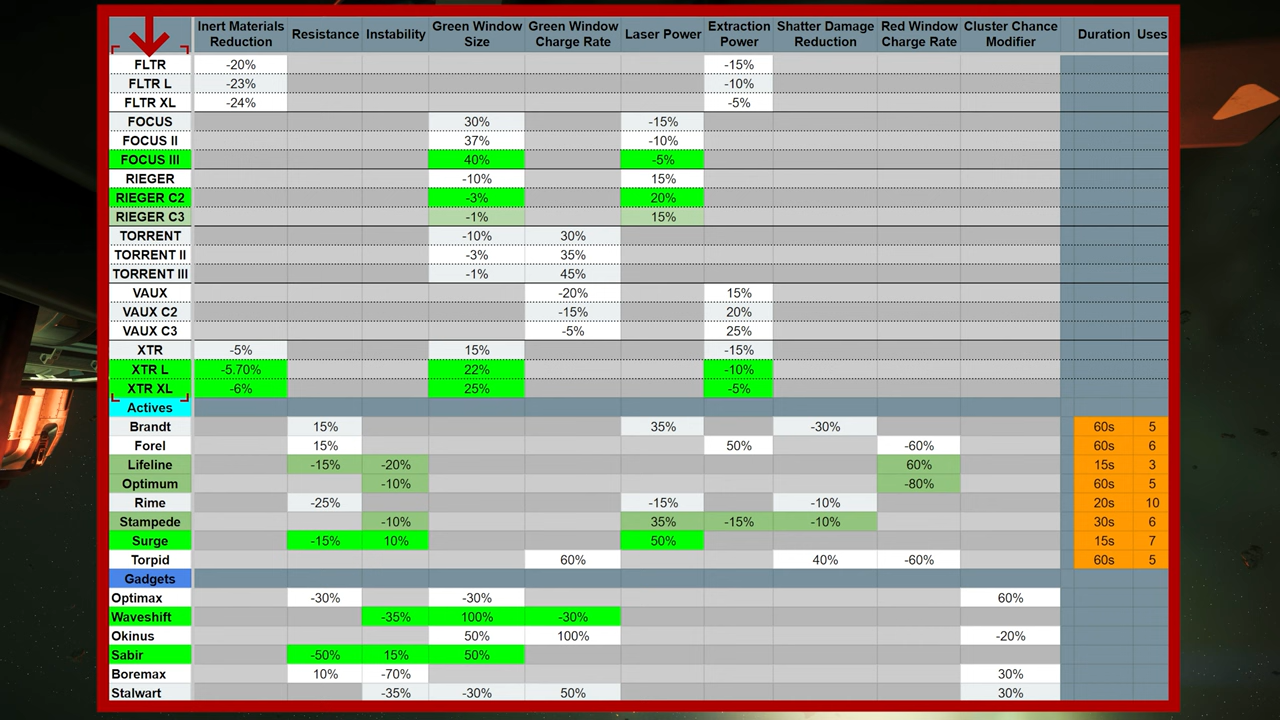 Inert Materials Reduction Resistance Instability Green Window Size Green Window Charge Rate Laser Power Extraction Power Shatter Damage Reduction Red Window Charge Rate Cluster Chance Modifier Duration Uses
FLTR -20% -15%
FLTR L -23% -10%
FLTR XL -24% -5%
FOCUS 30% -15%
FOCUS II 37% -10%
FOCUS III 40% -5%
RIEGER -10% 15%
RIEGER C2 -3% 20%
RIEGER C3 -1% 15%
TORRENT -10% 30%
TORRENT II -3% 35%
TORRENT III -1% 45%
VAUX -20% 15%
VAUX C2 -15% 20%
VAUX C3 -5% 25%
XTR -5% 15% -15%
XTR L -5.70% 22% -10%
XTR XL -6% 25% -5%
Actives
Brandt 15% 35% -30% 60s 5
Forel 15% 50% -60% 60s 6
Lifeline -15% -20% 60% 15s 3
Optimum -10% -80% 60s 5
Rime -25% -15% -10% 20s 10
Stampede -10% 35% -15% -10% 30s 6
Surge -15% 10% 50% 15s 7
Torpid 60% 40% -60% 60s 5
Gadgets
Optimax -30% -30% 60%
Waveshift -35% 100% -30%
Okinus 50% 100% -20%
Sabir -50% 15% 50%
Boremax 10% -70% 30%
Stalwart -35% -30% 50% 30%